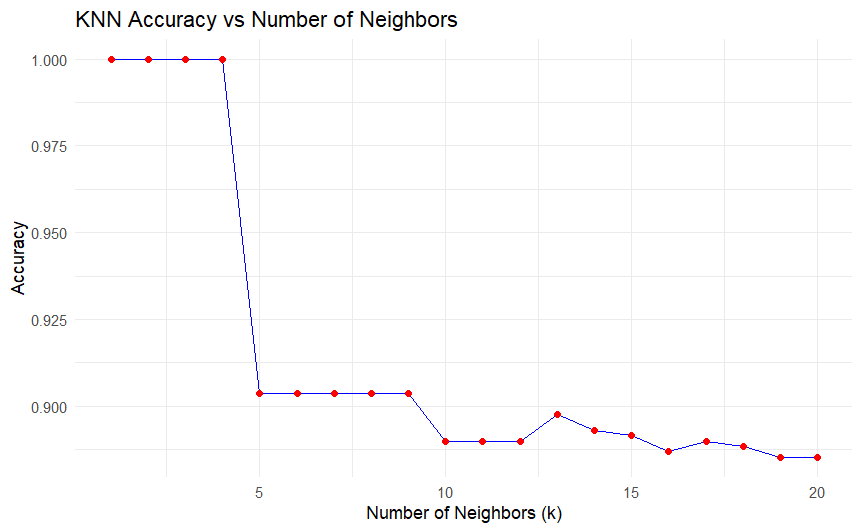 KNN Accuracy vs Number of Neighbors
1.000
0.975
0.950
0.925
0.900
Accuracy
5 10 15 20
Number of Neighbors (k)